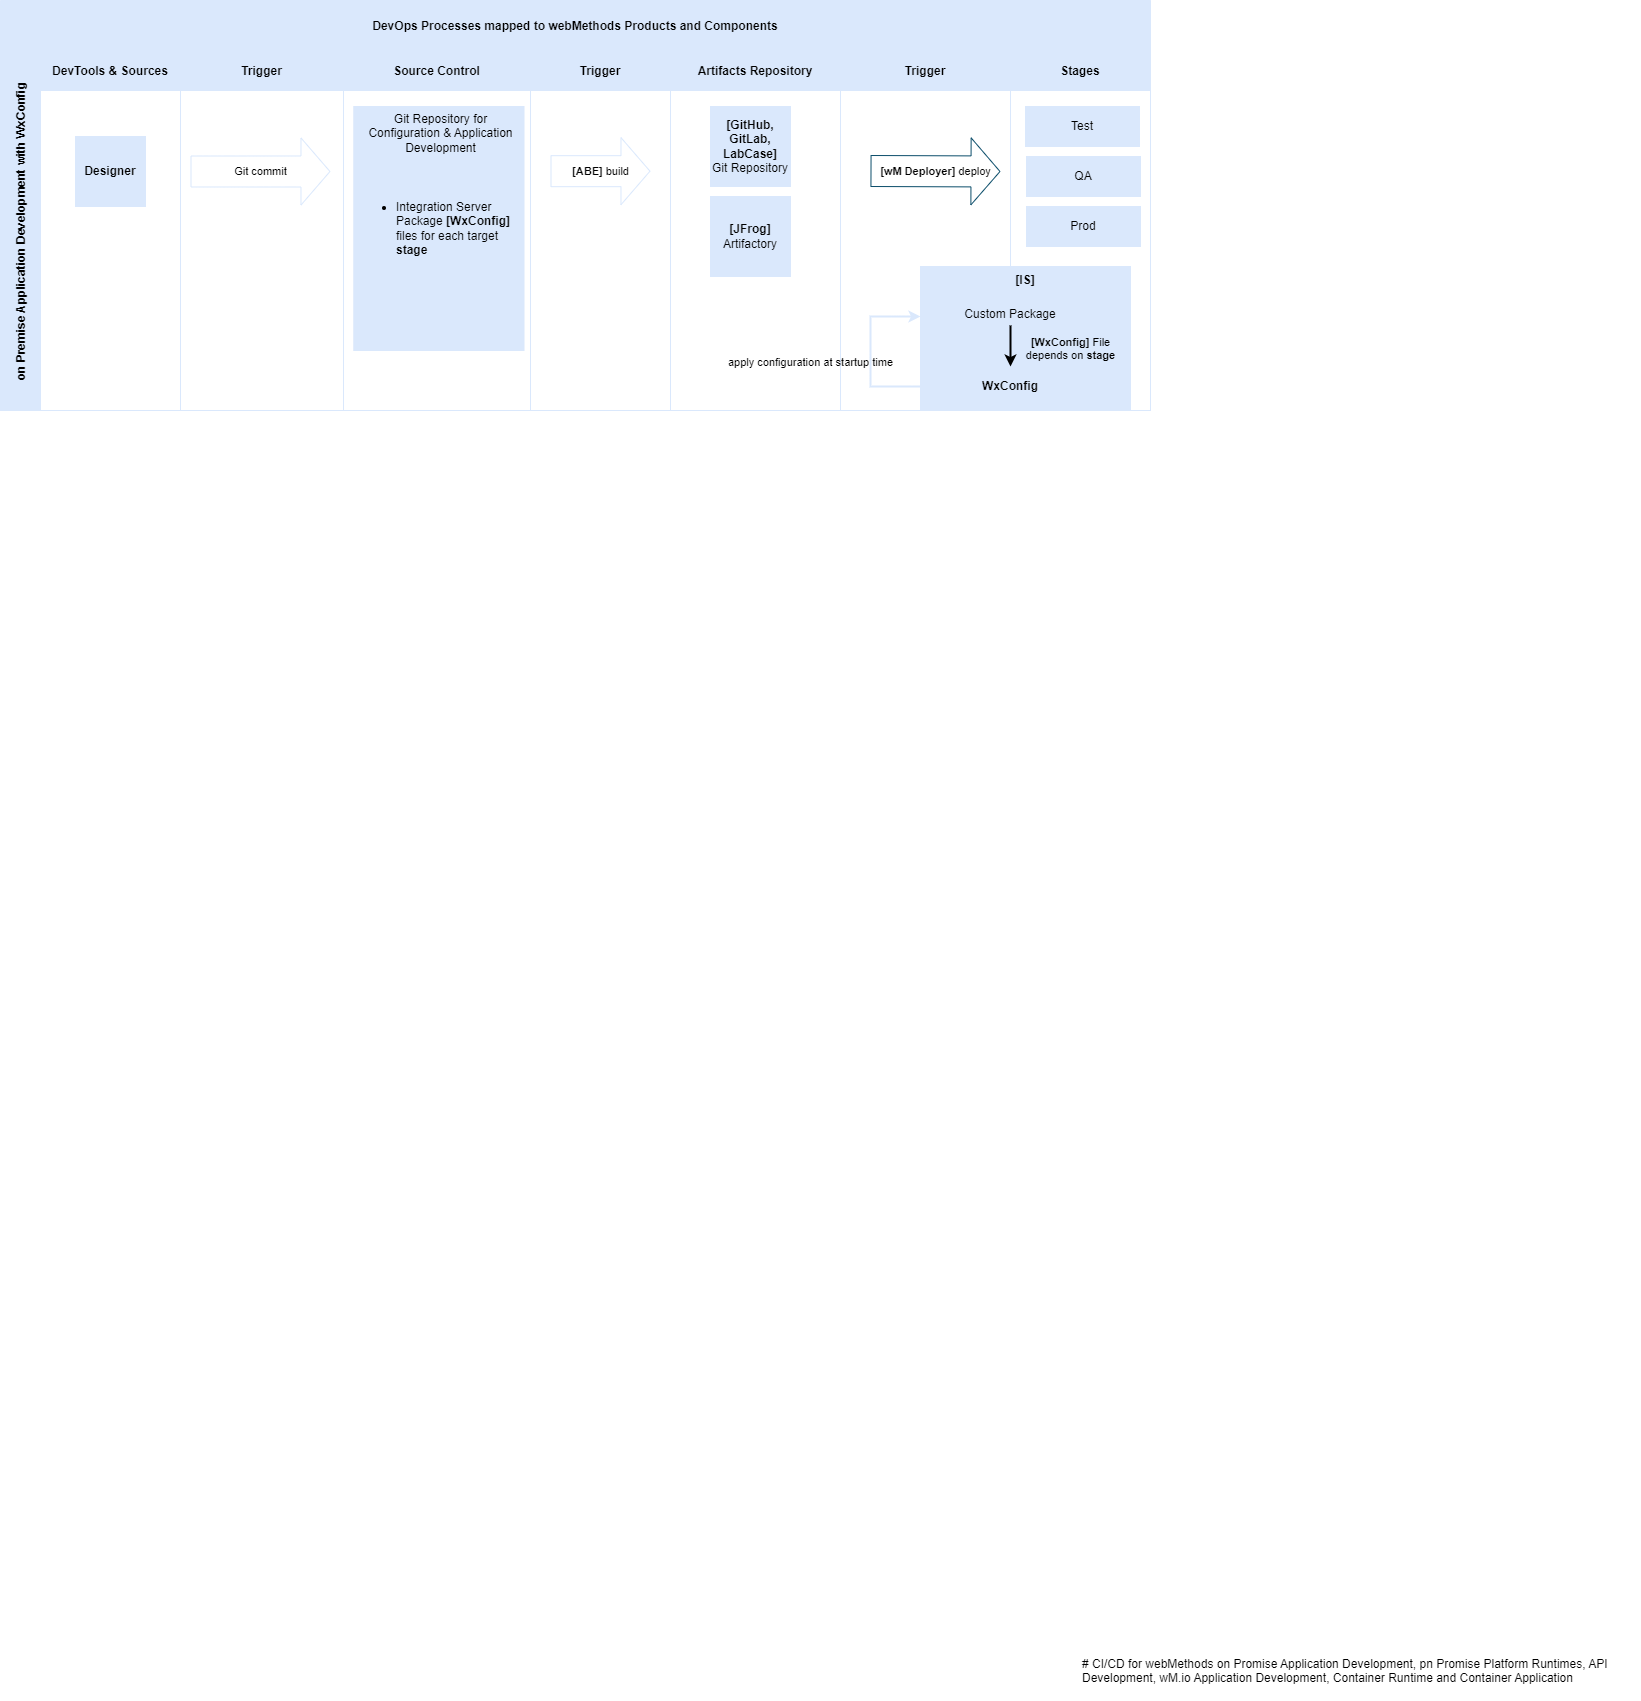 DevOps Processes mapped to webMethods Products and Components
DevTools & Sources
Trigger
Source Control
Trigger
Artifacts Repository
Trigger
Stages
on Premise Application Development with WxConfig
Designer
Git commit
Git Repository for
Configuration & Application
Development
• Integration Server
Package [WxConfig]
files for each target
stage
[ABE] build
[GitHub,
GitLab,
LabCase]
Git Repository
[JFrog]
Artifactory
[wM Deployer] deploy
Test
QA
Prod
[IS]
Custom Package
[WxConfig] File
depends on stage
WxConfig
apply configuration at startup time
# CI/CD for webMethods on Promise Application Development, pn Promise Platform Runtimes, API
Development, wM.io Application Development, Container Runtime and Container Application